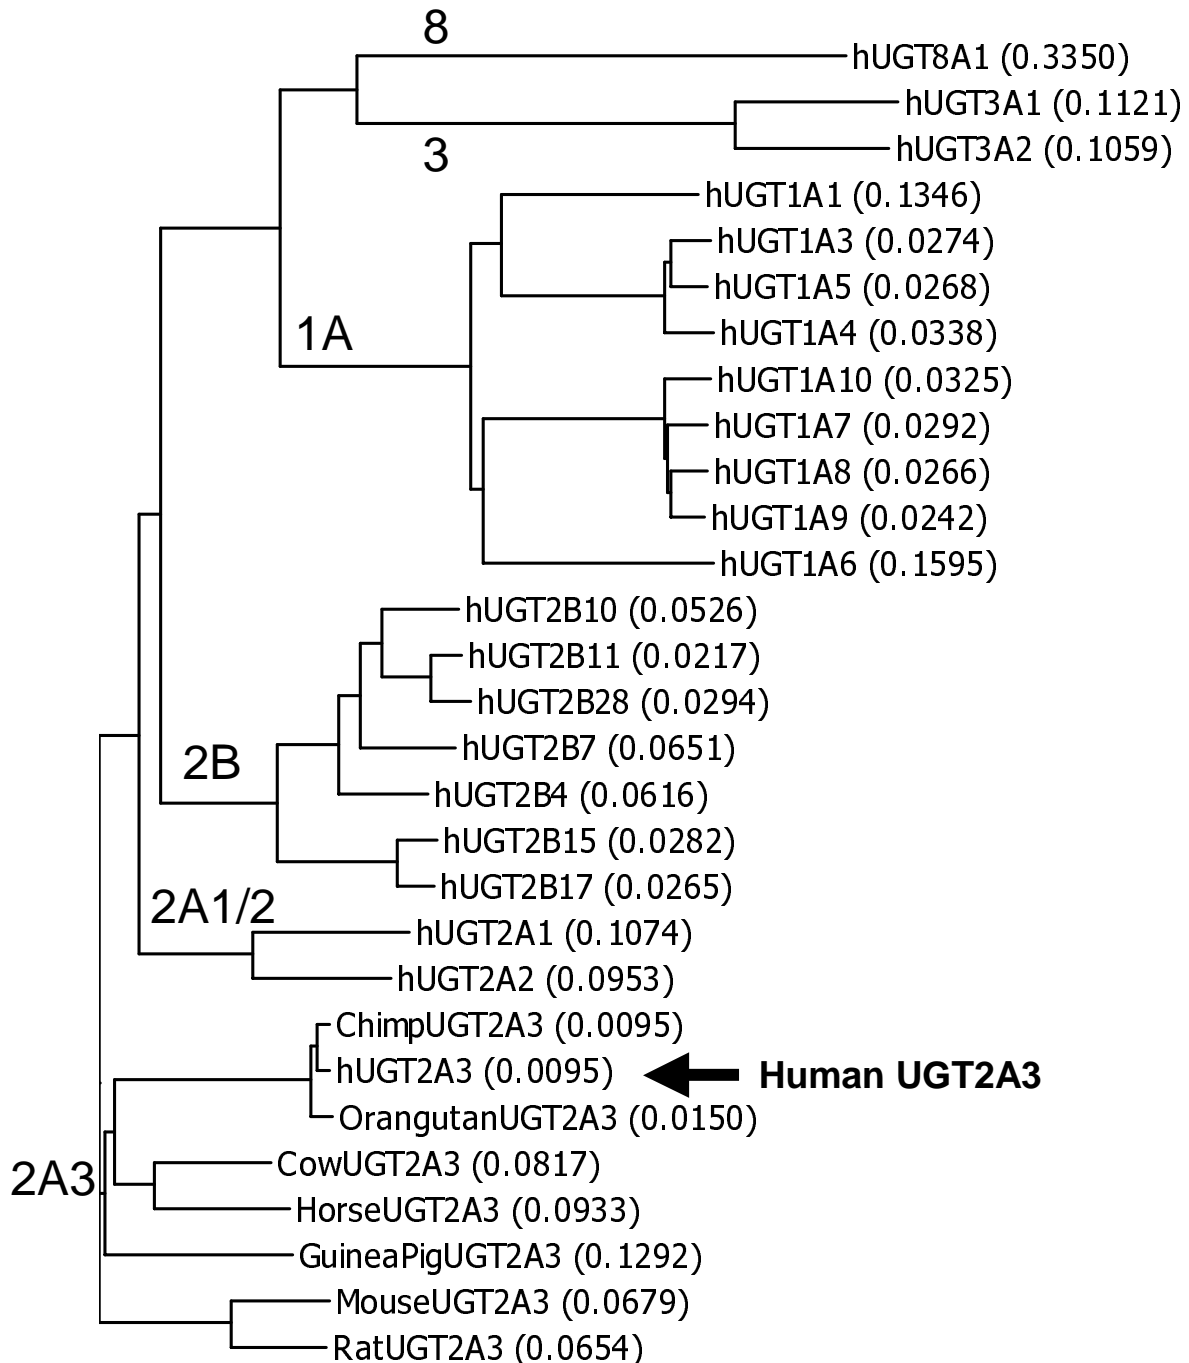 8
hUGT8A1 (0.3350)
hUGT3A1 (0.1121)
3
hUGT3A2 (0.1059)
hUGT1A1 (0.1346)
hUGT1A3 (0.0274)
hUGT1A5 (0.0268)
1A
hUGT1A4 (0.0338)
hUGT1A10 (0.0325)
hUGT1A7 (0.0292)
hUGT1A8 (0.0266)
hUGT1A9 (0.0242)
hUGT1A6 (0.1595)
hUGT2B10 (0.0526)
hUGT2B11 (0.0217)
hUGT2B28 (0.0294)
hUGT2B7 (0.0651)
2B
hUGT2B4 (0.0616)
hUGT2B15 (0.0282)
hUGT2B17 (0.0265)
2A1/2
hUGT2A1 (0.1074)
hUGT2A2 (0.0953)
ChimpUGT2A3 (0.0095)
hUGT2A3 (0.0095)
Human UGT2A3
OrangutanUGT2A3 (0.0150)
CowUGT2A3 (0.0817)
2A3
HorseUGT2A3 (0.0933)
GuineaPigUGT2A3 (0.1292)
MouseUGT2A3 (0.0679)
RatUGT2A3 (0.0654)